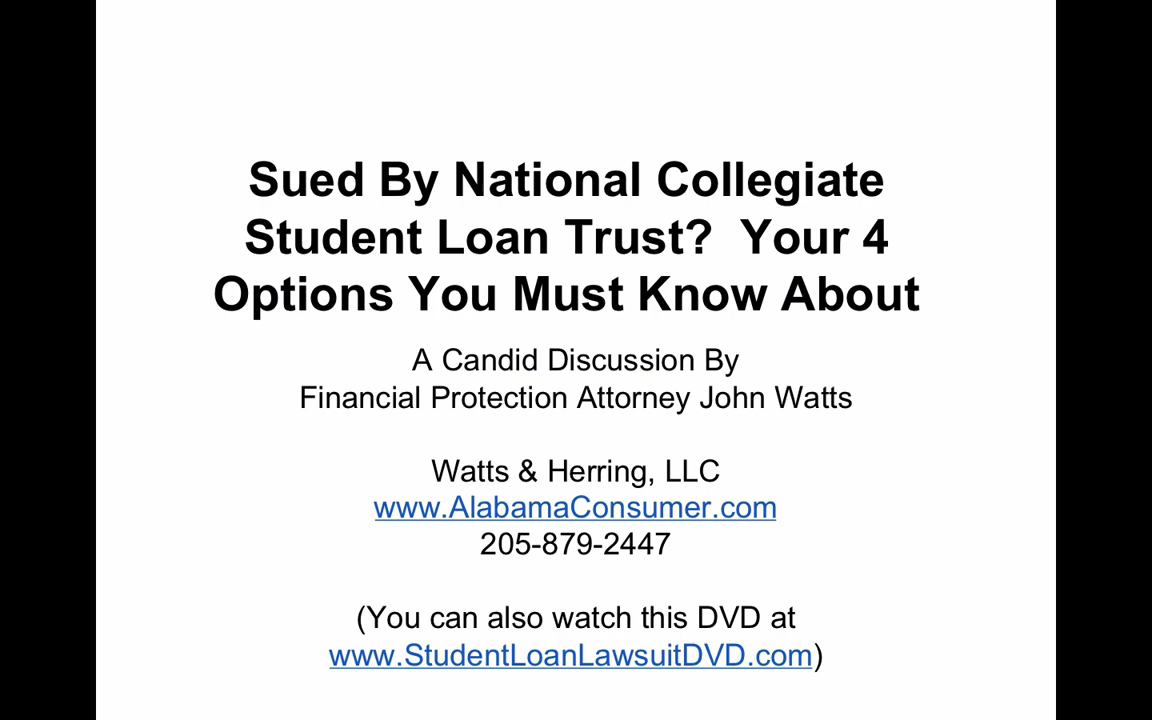 Sued By National Collegiate
Student Loan Trust?  Your 4
Options You Must Know About
A Candid Discussion By
Financial Protection Attorney John Watts
Watts & Herring, LLC
www.AlabamaConsumer.com
205-879-2447
(You can also watch this DVD at
www.StudentLoanLawsuitDVD.com)